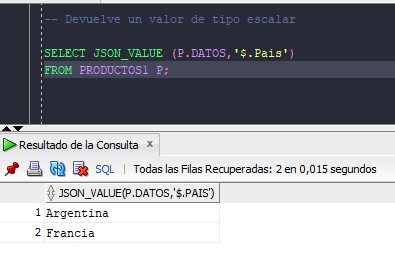 -- Devuelve un valor de tipo escalar
SELECT JSON_VALUE (P.DATOS,'$.Pais')
FROM PRODUCTOS1 P;
Resultado de la Consulta x
SQL | Todas las Filas Recuperadas: 2 en 0,015 segundos
JSON_VALUE(P.DATOS,'$.PAIS')
1 Argentina
2 Francia